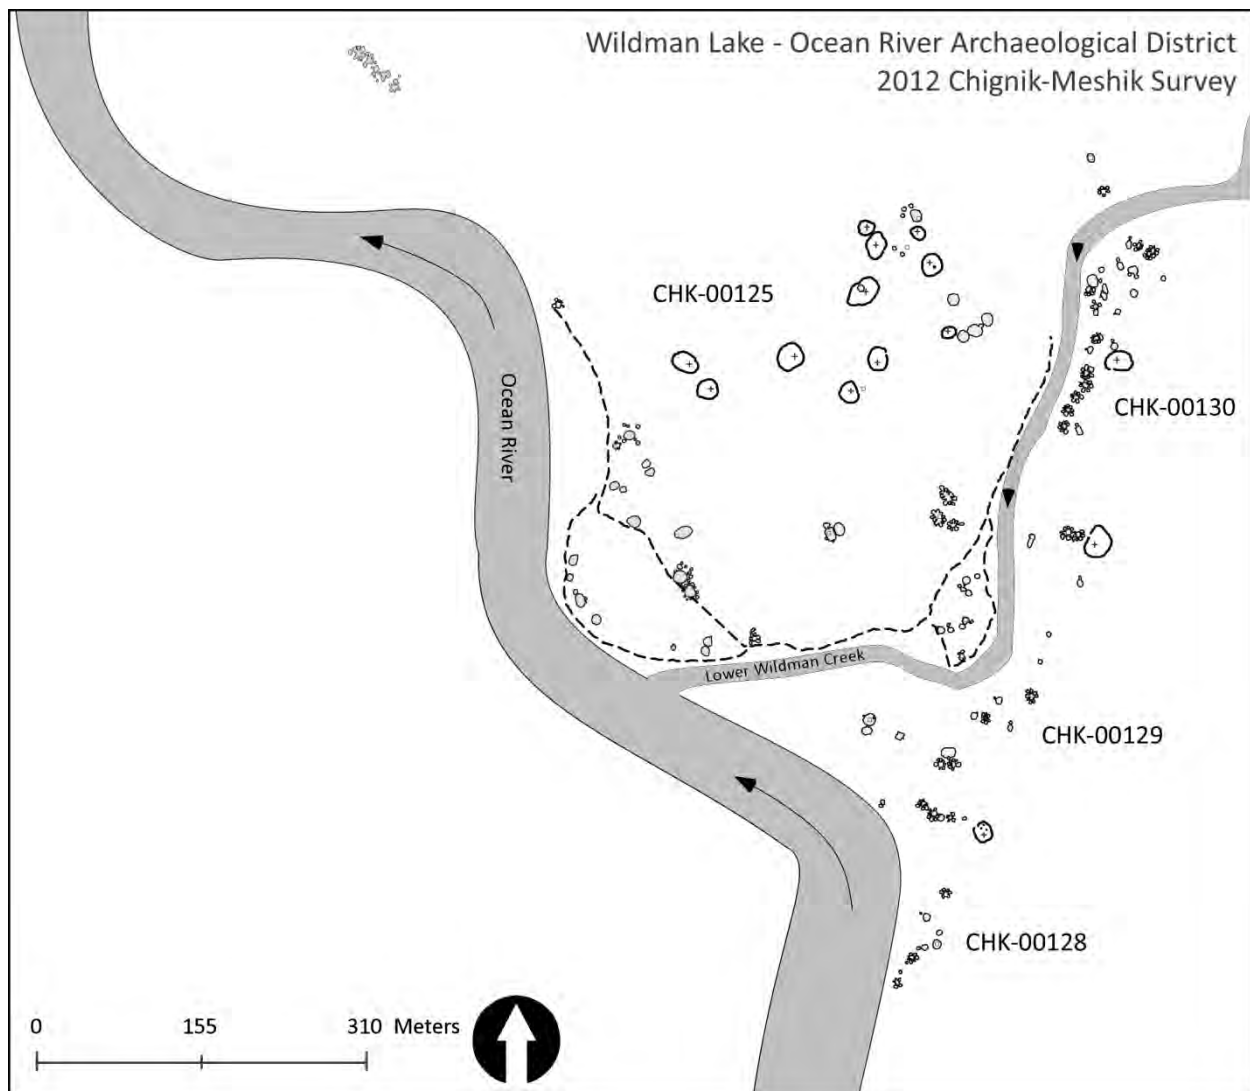 Wildman Lake - Ocean River Archaeological District
2012 Chignik-Meshik Survey
CHK-00125
Ocean River
CHK-00130
Lower Wildman Creek
CHK-00129
CHK-00128
0 155 310 Meters